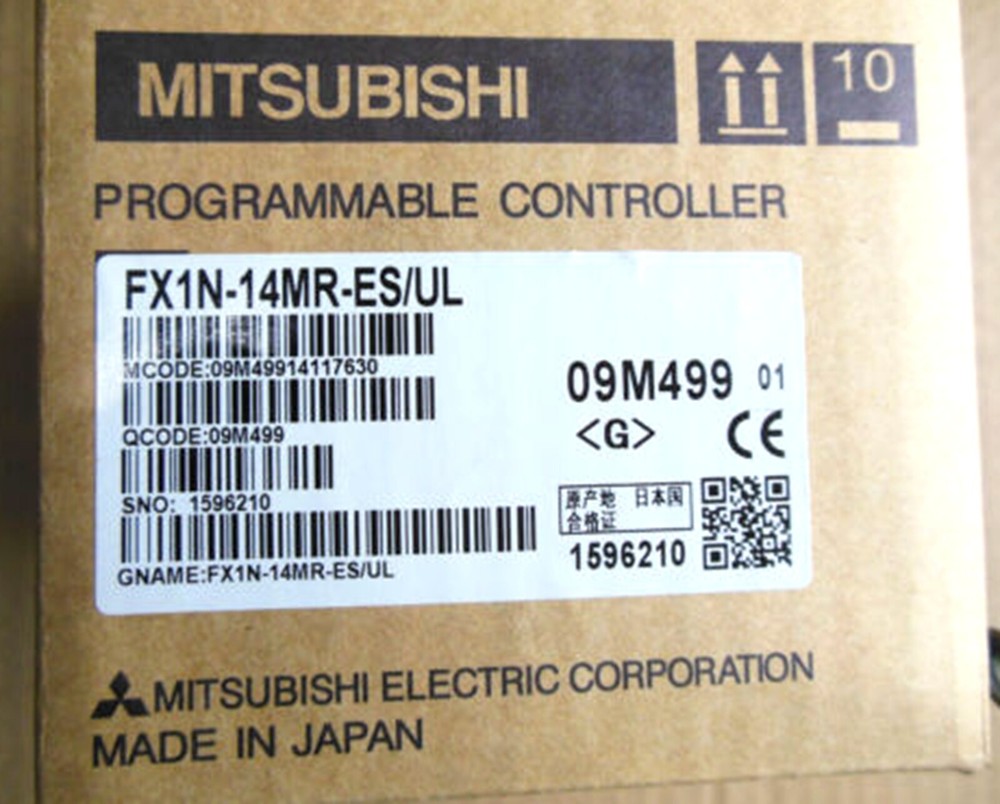 MITSUBISHI
10
PROGRAMMABLE CONTROLLER
FX1N-14MR-ES/UL
MCODE:09M49914117630
09M499 01
QCODE:09M499
<G> CE
SNO: 1596210
原产地 日本国
合格证
1596210
GNAME:FX1N-14MR-ES/UL
MITSUBISHI ELECTRIC CORPORATION
MADE IN JAPAN